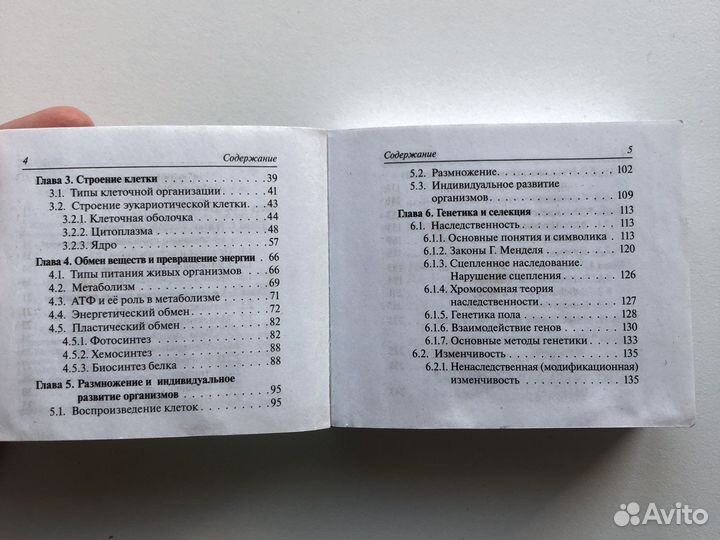 4 Содержание
Глава 3. Строение клетки . . . . . . . . . . . . . . 39
3.1. Типы клеточной организации . . . . . . . 41
3.2. Строение эукариотической клетки . . 43
3.2.1. Клеточная оболочка . . . . . . . . . . 44
3.2.2. Цитоплазма . . . . . . . . . . . . . . . . 48
3.2.3. Ядро . . . . . . . . . . . . . . . . . . . . . 57
Глава 4. Обмен веществ и превращение энергии . 66
4.1. Типы питания живых организмов . . . . 66
4.2. Метаболизм . . . . . . . . . . . . . . . . . . . 69
4.3. АТФ и её роль в метаболизме . . . . . . 71
4.4. Энергетический обмен . . . . . . . . . . . 72
4.5. Пластический обмен . . . . . . . . . . . . 82
4.5.1. Фотосинтез . . . . . . . . . . . . . . . . 82
4.5.2. Хемосинтез . . . . . . . . . . . . . . . . 88
4.5.3. Биосинтез белка . . . . . . . . . . . . 88
Глава 5. Размножение и индивидуальное
развитие организмов . . . . . . . . . . . . 95
5.1. Воспроизведение клеток . . . . . . . . . . 95
Содержание 5
5.2. Размножение . . . . . . . . . . . . . . . . . 102
5.3. Индивидуальное развитие
организмов . . . . . . . . . . . . . . . . . . 109
Глава 6. Генетика и селекция . . . . . . . . . . . . 113
6.1. Наследственность . . . . . . . . . . . . . . 113
6.1.1. Основные понятия и символика . . 113
6.1.2. Законы Г. Менделя . . . . . . . . . . 120
6.1.3. Сцепленное наследование.
Нарушение сцепления . . . . . . . . 126
6.1.4. Хромосомная теория
наследственности . . . . . . . . . . . 127
6.1.5. Генетика пола . . . . . . . . . . . . . . 128
6.1.6. Взаимодействие генов . . . . . . . . 130
6.1.7. Основные методы генетики . . . . . 133
6.2. Изменчивость . . . . . . . . . . . . . . . . . 135
6.2.1. Ненаследственная (модификационная)
изменчивость . . . . . . . . . . . . . . 135
Avito